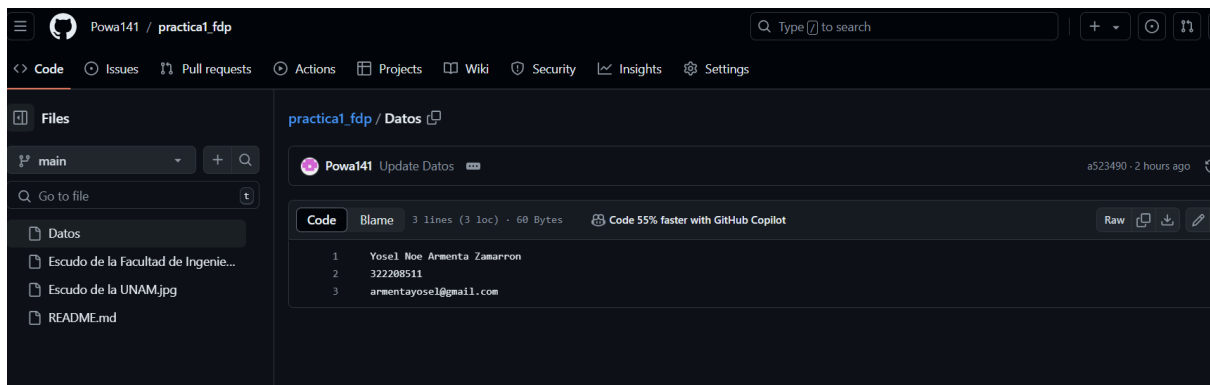 Powa141 / practica1_fdp
Type / to search
Code Issues Pull requests Actions Projects Wiki Security Insights Settings
Files
main
Go to file t
Datos
Escudo de la Facultad de Ingenie...
Escudo de la UNAM.jpg
README.md
practica1_fdp / Datos
Powa141 Update Datos
a523490 · 2 hours ago
Code Blame 3 lines (3 loc) · 60 Bytes Code 55% faster with GitHub Copilot
Raw
1 Yosel Noe Armenta Zamarron
2 322208511
3 armentayosel@gmail.com